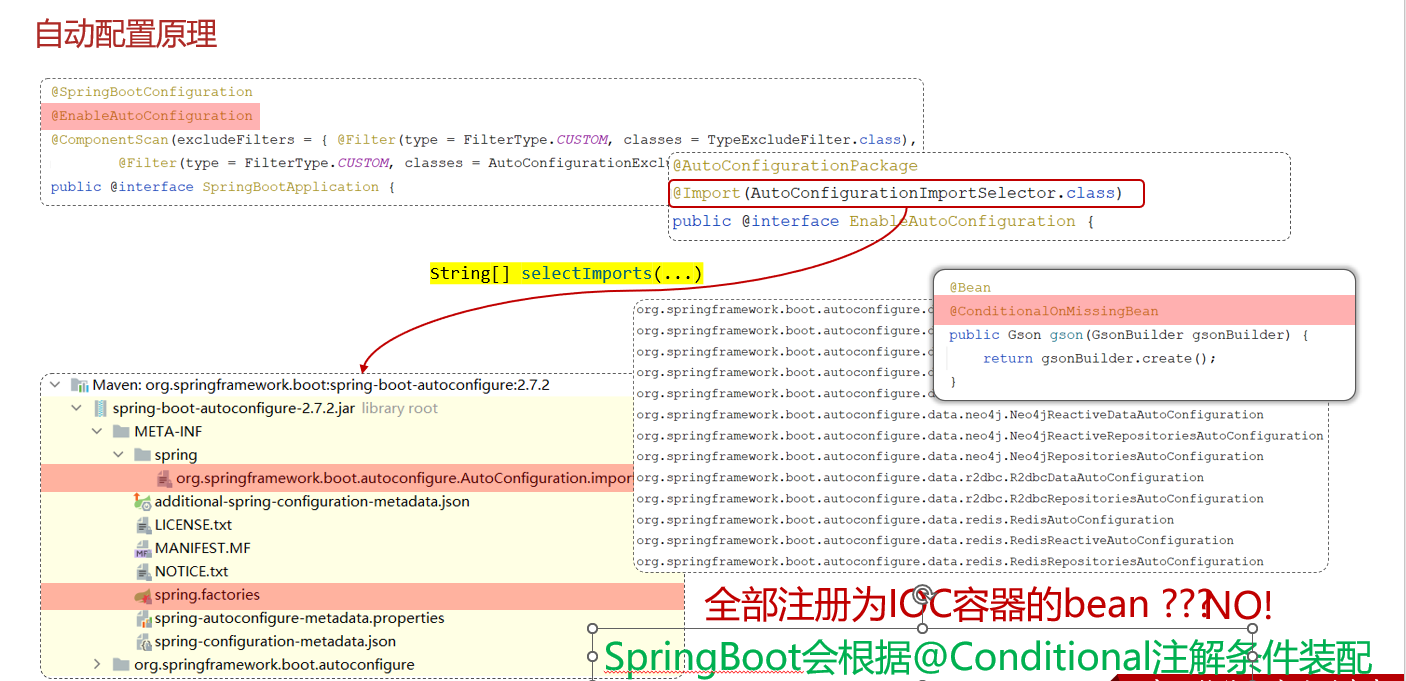 自动配置原理
@SpringBootConfiguration
@EnableAutoConfiguration
@ComponentScan(excludeFilters = { @Filter(type = FilterType.CUSTOM, classes = TypeExcludeFilter.class),
@Filter(type = FilterType.CUSTOM, classes = AutoConfigurationExcl
public @interface SpringBootApplication {
@AutoConfigurationPackage
@Import(AutoConfigurationImportSelector.class)
public @interface EnableAutoConfiguration {
String[] selectImports(...)
@Bean
@ConditionalOnMissingBean
public Gson gson(GsonBuilder gsonBuilder) {
return gsonBuilder.create();
}
org.springframework.boot.autoconfigure.
org.springframework.boot.autoconfigure.
org.springframework.boot.autoconfigure.
org.springframework.boot.autoconfigure.
org.springframework.boot.autoconfigure.
org.springframework.boot.autoconfigure.data.neo4j.Neo4jReactiveDataAutoConfiguration
org.springframework.boot.autoconfigure.data.neo4j.Neo4jReactiveRepositoriesAutoConfiguration
org.springframework.boot.autoconfigure.data.neo4j.Neo4jRepositoriesAutoConfiguration
org.springframework.boot.autoconfigure.data.r2dbc.R2dbcDataAutoConfiguration
org.springframework.boot.autoconfigure.data.r2dbc.R2dbcRepositoriesAutoConfiguration
org.springframework.boot.autoconfigure.data.redis.RedisAutoConfiguration
org.springframework.boot.autoconfigure.data.redis.RedisReactiveAutoConfiguration
org.springframework.boot.autoconfigure.data.redis.RedisRepositoriesAutoConfiguration
Maven: org.springframework.boot:spring-boot-autoconfigure:2.7.2
spring-boot-autoconfigure-2.7.2.jar library root
META-INF
spring
org.springframework.boot.autoconfigure.AutoConfiguration.impor
additional-spring-configuration-metadata.json
LICENSE.txt
MANIFEST.MF
NOTICE.txt
spring.factories
spring-autoconfigure-metadata.properties
spring-configuration-metadata.json
org.springframework.boot.autoconfigure
全部注册为IOC容器的bean ???NO!
SpringBoot会根据@Conditional注解条件装配